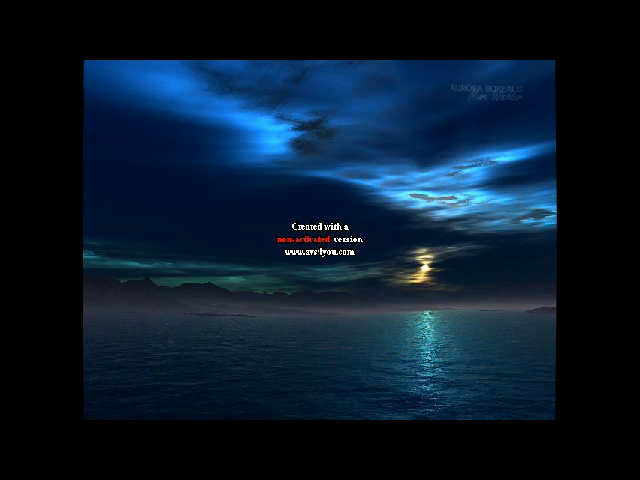 AURORA BOREALIS
Created with a
non-activated version
www.avs4you.com